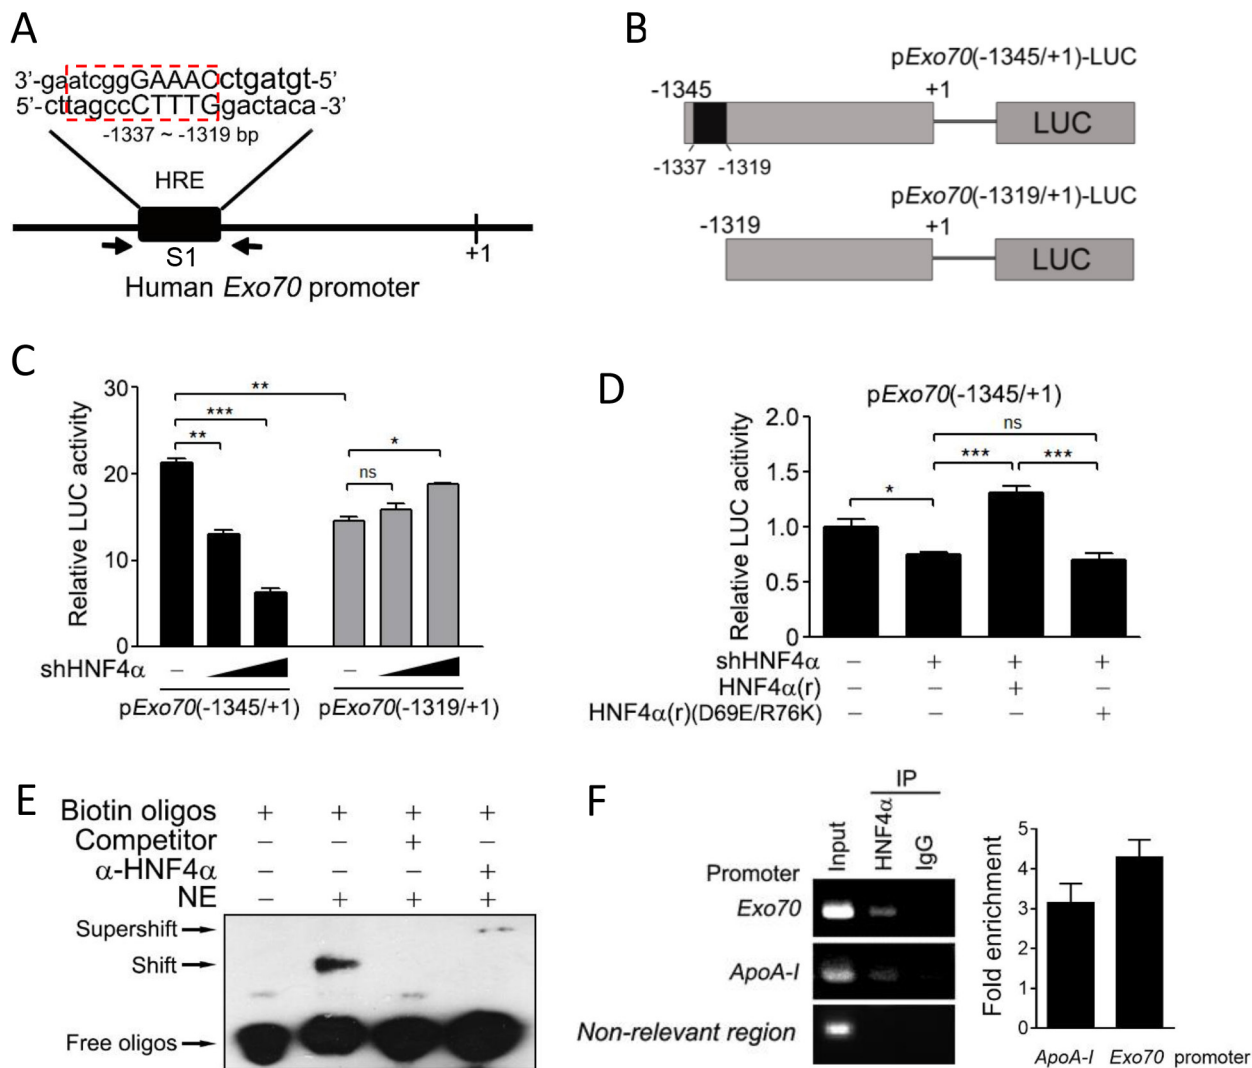 A
3'-gaatcggGAAACctgatgt-5'
5'-cttagccCTTTGgactaca -3'
-1337 ~ -1319 bp
HRE
S1
+1
Human Exo70 promoter
B
pExo70(-1345/+1)-LUC
-1345
+1
LUC
-1337 -1319
pExo70(-1319/+1)-LUC
-1319
+1
LUC
C
Relative LUC activity
30
20
10
0
**
***
**
*
ns
shHNF4α – –
pExo70(-1345/+1) pExo70(-1319/+1)
D
pExo70(-1345/+1)
Relative LUC acitivity
2.0
1.5
1.0
0.5
0
ns
*** ***
*
shHNF4α – + + +
HNF4α(r) – – + –
HNF4α(r)(D69E/R76K) – – – +
E
Biotin oligos + + + +
Competitor – – + –
α-HNF4α – – – +
NE – + + +
Supershift
Shift
Free oligos
F
IP
Promoter Input HNF4α IgG
Exo70
ApoA-I
Non-relevant region
Fold enrichment
5
4
3
2
1
0
ApoA-I Exo70 promoter